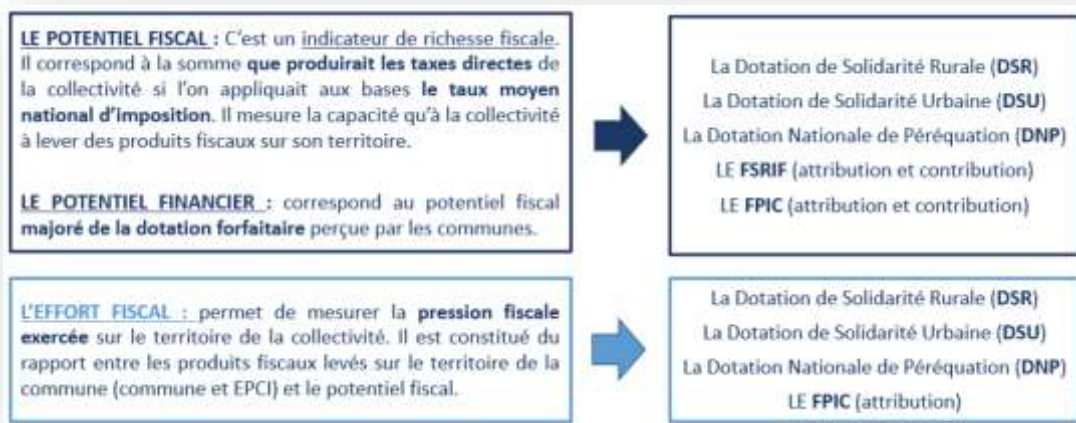 LE POTENTIEL FISCAL : C'est un indicateur de richesse fiscale.
Il correspond à la somme que produirait les taxes directes de
la collectivité si l'on appliquait aux bases le taux moyen
national d'imposition. Il mesure la capacité qu'à la collectivité
à lever des produits fiscaux sur son territoire.
LE POTENTIEL FINANCIER : correspond au potentiel fiscal
majoré de la dotation forfaitaire perçue par les communes.
La Dotation de Solidarité Rurale (DSR)
La Dotation de Solidarité Urbaine (DSU)
La Dotation Nationale de Péréquation (DNP)
LE FSRIF (attribution et contribution)
LE FPIC (attribution et contribution)
L'EFFORT FISCAL : permet de mesurer la pression fiscale
exercée sur le territoire de la collectivité. Il est constitué du
rapport entre les produits fiscaux levés sur le territoire de la
commune (commune et EPCI) et le potentiel fiscal.
La Dotation de Solidarité Rurale (DSR)
La Dotation de Solidarité Urbaine (DSU)
La Dotation Nationale de Péréquation (DNP)
LE FPIC (attribution)